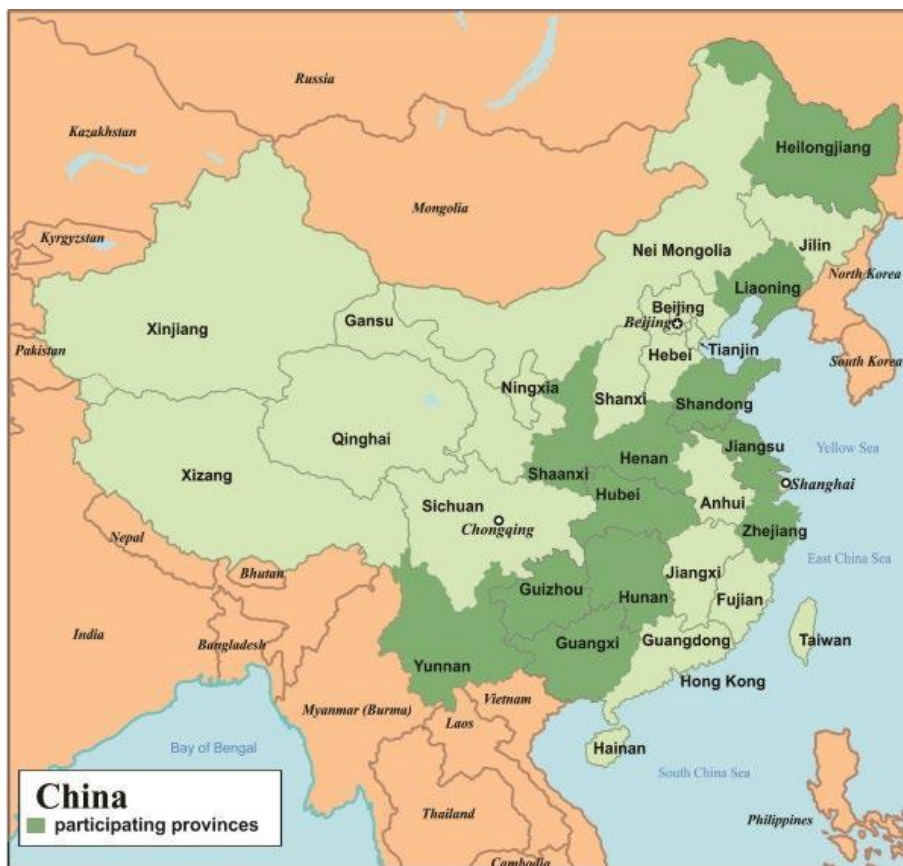 Russia
Kazakhstan
Heilongjiang
Mongolia
Kyrgyzstan
Nei Mongolia
Jilin
North Korea
Liaoning
Beijing
Xinjiang
Gansu
Beijing
Pakistan
Hebei
Tianjin
South Korea
Ningxia
Shanxi
Shandong
Qinghai
Jiangsu
Yellow Sea
Henan
Xizang
Shaanxi
Shanghai
Hubei
Sichuan
Anhui
Chongqing
Zhejiang
Nepal
East China Sea
Bhutan
Jiangxi
Guizhou
Hunan
Fujian
India
Bangladesh
Guangxi
Guangdong
Taiwan
Yunnan
Hong Kong
Vietnam
Myanmar (Burma)
Laos
Bay of Bengal
Hainan
South China Sea
China
participating provinces
Thailand
Philippines
Cambodia